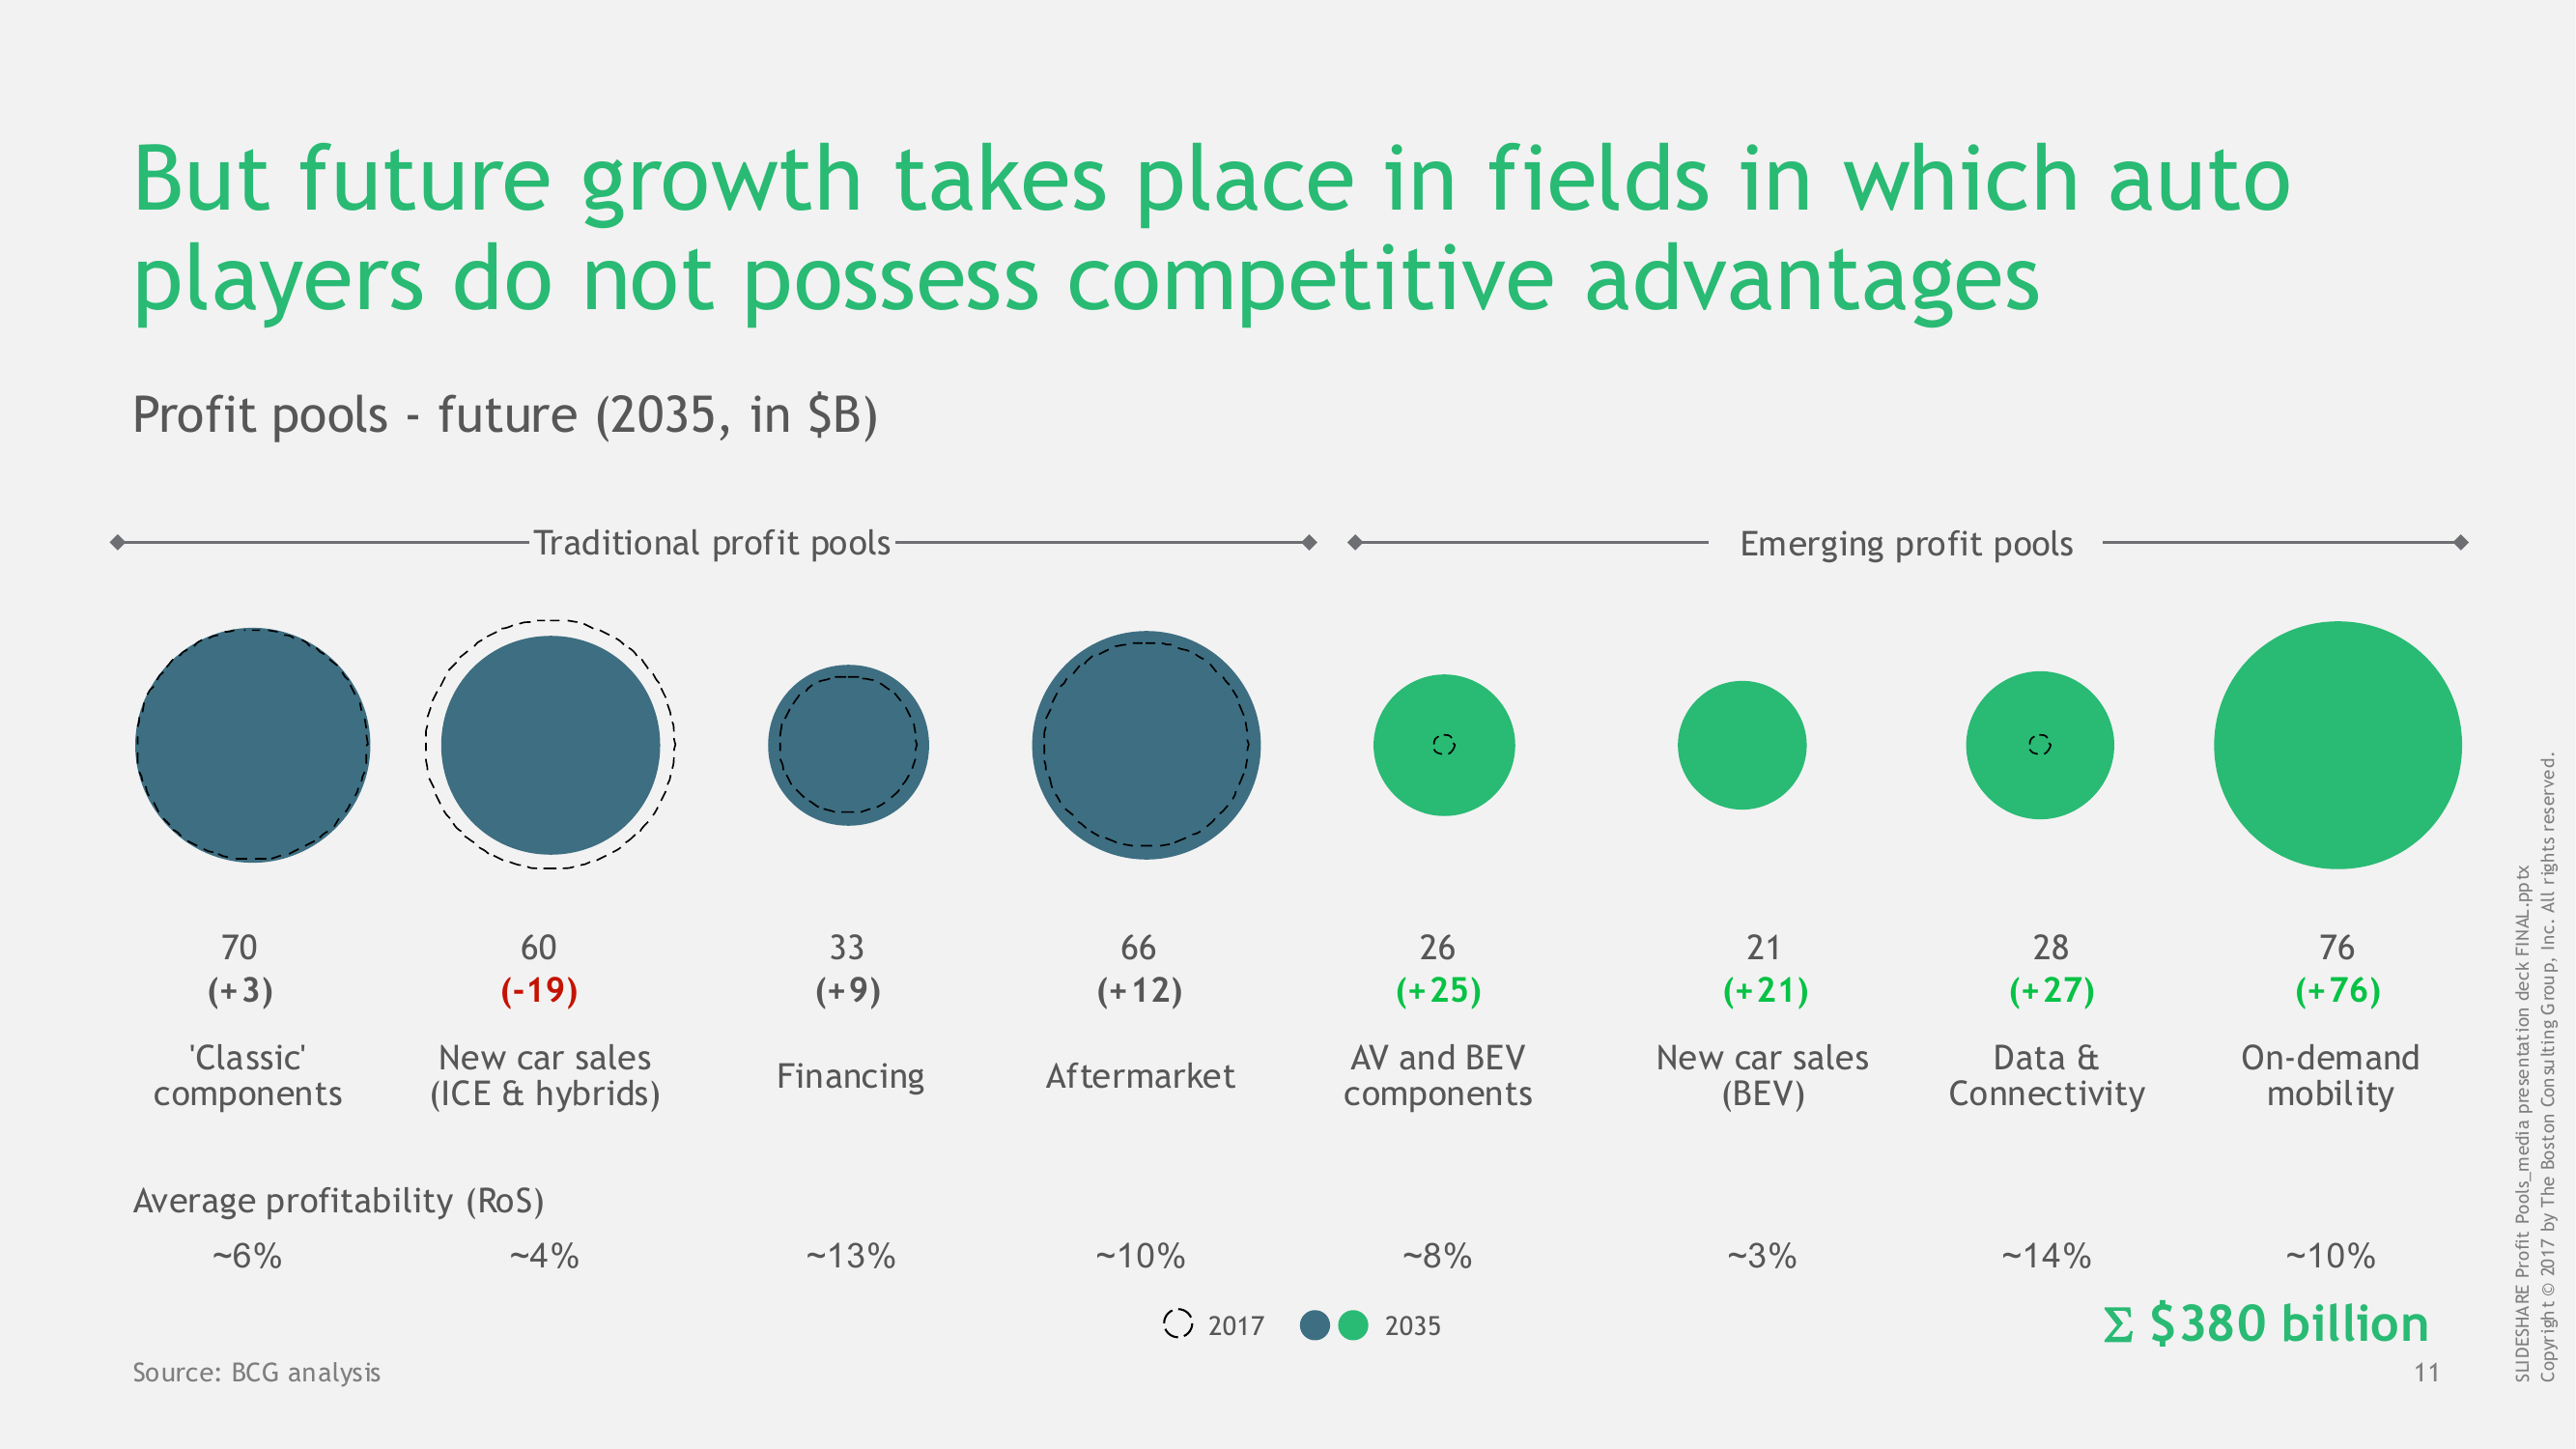 But future growth takes place in fields in which auto
players do not possess competitive advantages
Profit pools - future (2035, in $B)
Traditional profit pools
Emerging profit pools
70
(+3)
'Classic'
components
60
(-19)
New car sales
(ICE & hybrids)
33
(+9)
Financing
66
(+12)
Aftermarket
26
(+25)
AV and BEV
components
21
(+21)
New car sales
(BEV)
28
(+27)
Data &
Connectivity
76
(+76)
On-demand
mobility
Average profitability (RoS)
~6%
~4%
~13%
~10%
~8%
~3%
~14%
~10%
2017
2035
Σ $380 billion
Source: BCG analysis
11
SLIDESHARE Profit Pools_media presentation deck FINAL.pptx
Copyright © 2017 by The Boston Consulting Group, Inc. All rights reserved.